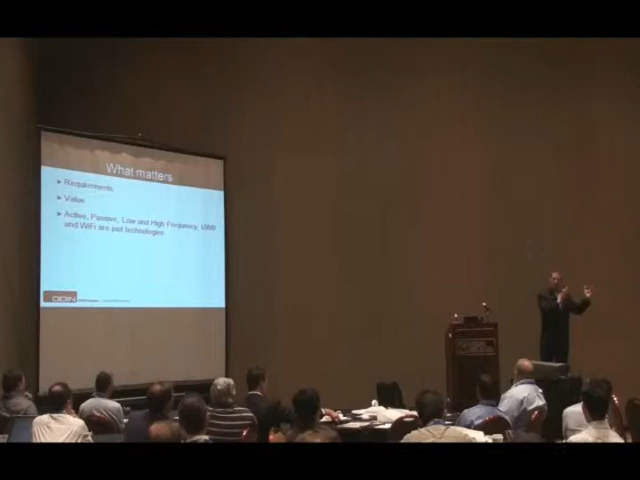 What matters
➤ Requirements
➤ Value
➤ Active, Passive, Low and High Frequency, UWB
and WiFi are just technologies
ODIN